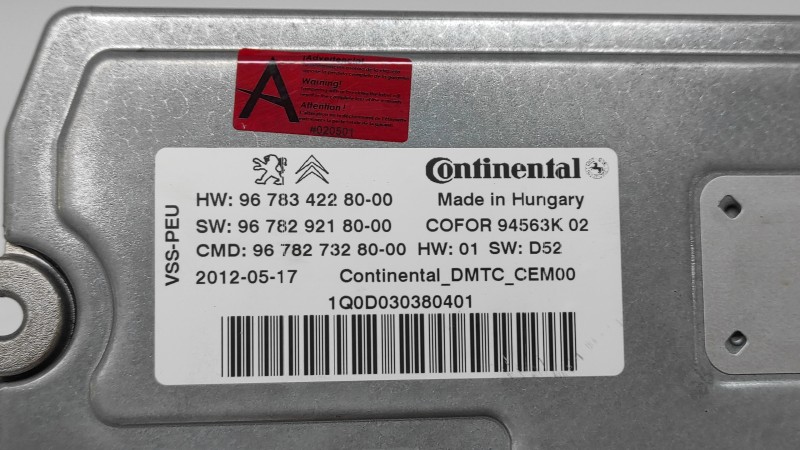 ¡Advertencia!
A
Warning!
Attention !
e020501
Continental
HW: 96 783 422 80-00
Made in Hungary
SW: 96 782 921 80-00
COFOR 94563K 02
CMD: 96 782 732 80-00 HW: 01 SW: D52
2012-05-17
Continental_DMTC_CEM00
1Q0D030380401
VSS-PEU